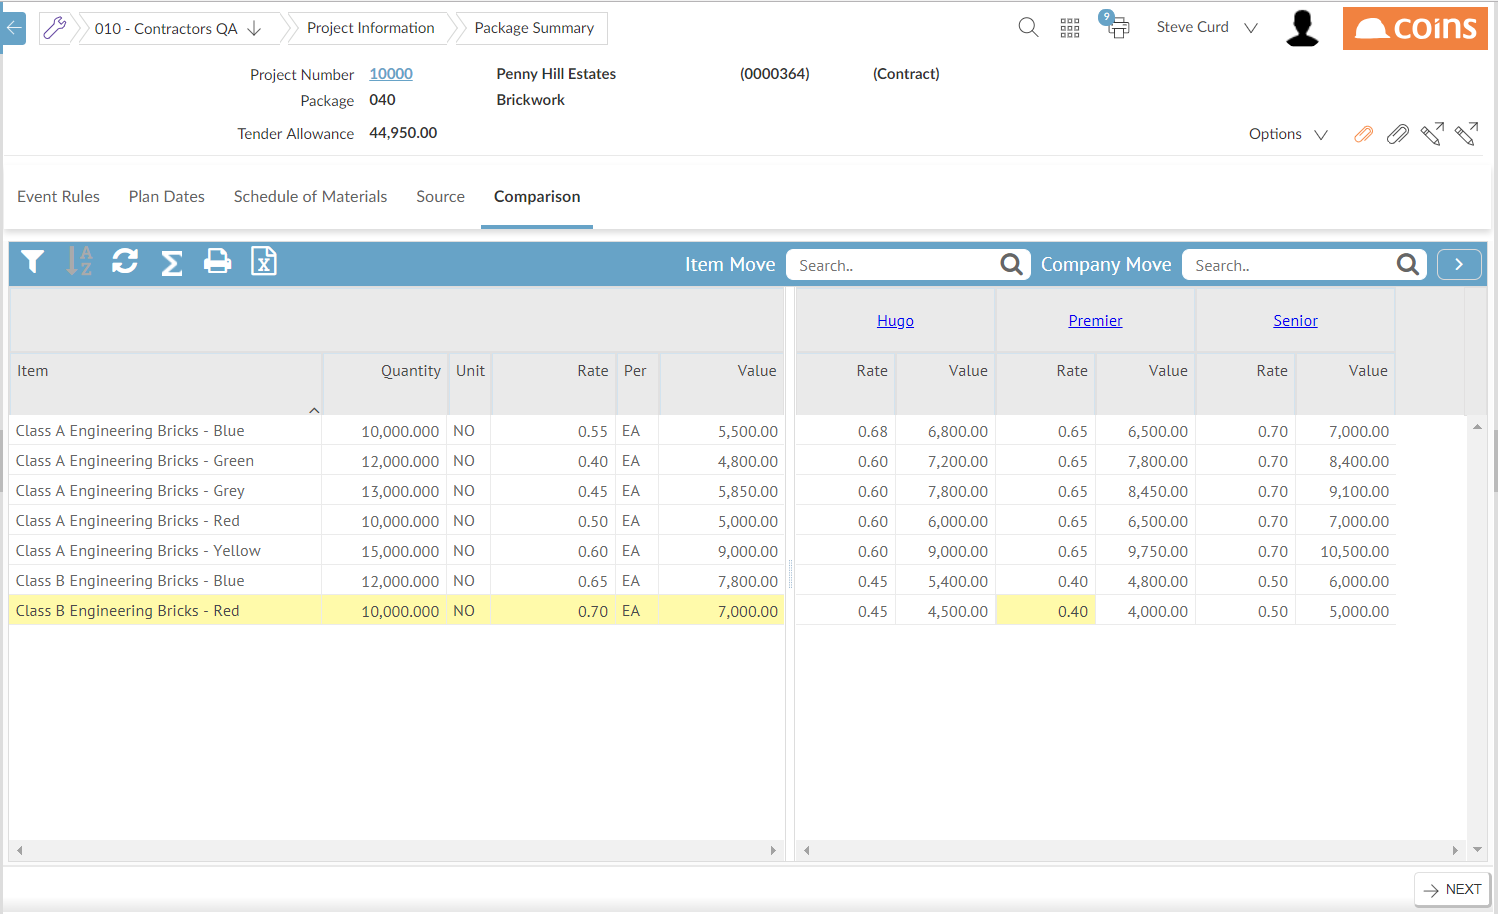 010 - Contractors QA
Project Information
Package Summary
9
Steve Curd
coins
Project Number 10000 Penny Hill Estates (0000364) (Contract)
Package 040 Brickwork
Tender Allowance 44,950.00
Options
Event Rules Plan Dates Schedule of Materials Source Comparison
Item Move Search.. Company Move Search..
Hugo Premier Senior
Item Quantity Unit Rate Per Value Rate Value Rate Value Rate Value
Class A Engineering Bricks - Blue 10,000.000 NO 0.55 EA 5,500.00 0.68 6,800.00 0.65 6,500.00 0.70 7,000.00
Class A Engineering Bricks - Green 12,000.000 NO 0.40 EA 4,800.00 0.60 7,200.00 0.65 7,800.00 0.70 8,400.00
Class A Engineering Bricks - Grey 13,000.000 NO 0.45 EA 5,850.00 0.60 7,800.00 0.65 8,450.00 0.70 9,100.00
Class A Engineering Bricks - Red 10,000.000 NO 0.50 EA 5,000.00 0.60 6,000.00 0.65 6,500.00 0.70 7,000.00
Class A Engineering Bricks - Yellow 15,000.000 NO 0.60 EA 9,000.00 0.60 9,000.00 0.65 9,750.00 0.70 10,500.00
Class B Engineering Bricks - Blue 12,000.000 NO 0.65 EA 7,800.00 0.45 5,400.00 0.40 4,800.00 0.50 6,000.00
Class B Engineering Bricks - Red 10,000.000 NO 0.70 EA 7,000.00 0.45 4,500.00 0.40 4,000.00 0.50 5,000.00
NEXT